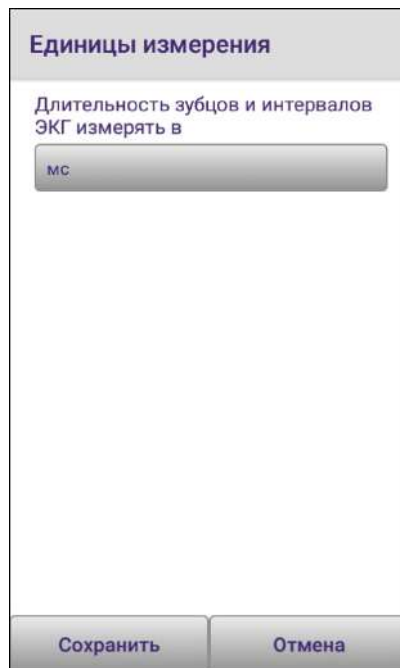 Единицы измерения
Длительность зубцов и интервалов
ЭКГ измерять в
мс
Сохранить
Отмена